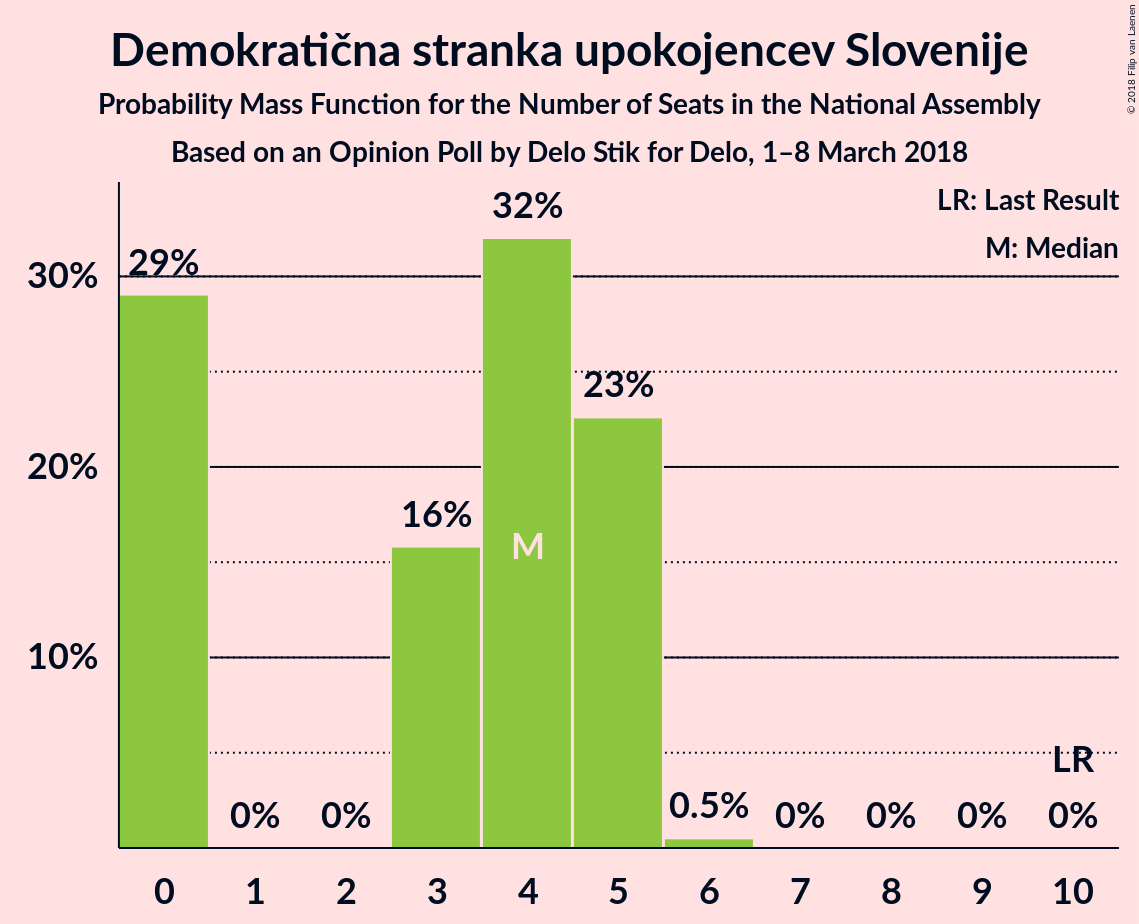 Demokratična stranka upokojencev Slovenije
Probability Mass Function for the Number of Seats in the National Assembly
Based on an Opinion Poll by Delo Stik for Delo, 1–8 March 2018
© 2018 Filip van Laenen
LR: Last Result
M: Median
30%
20%
10%
29%
0%
0%
16%
32%
M
23%
0.5%
0%
0%
0%
LR
0%
0 1 2 3 4 5 6 7 8 9 10